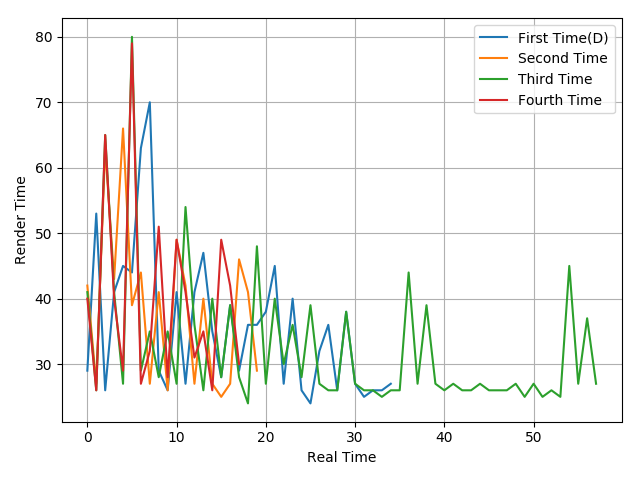 First Time(D)
Second Time
Third Time
Fourth Time
80
70
60
50
40
30
Render Time
0 10 20 30 40 50
Real Time